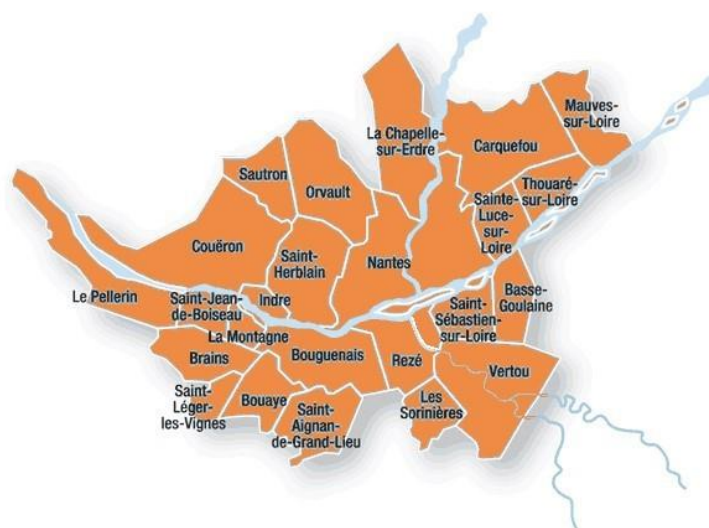 Mauves-
sur-Loire
La Chapelle-
sur-Erdre
Carquefou
Sautron
Orvault
Thouaré-
sur-Loire
Sainte-
Luce-
sur-
Loire
Couëron
Saint-
Herblain
Nantes
Le Pellerin
Saint-Jean-
de-Boiseau
Indre
Basse-
Goulaine
Saint-
Sébastien-
sur-Loire
La Montagne
Brains
Bouguenais
Rezé
Vertou
Saint-
Léger-
les-Vignes
Bouaye
Saint-
Aignan-
de-Grand-Lieu
Les
Sorinières